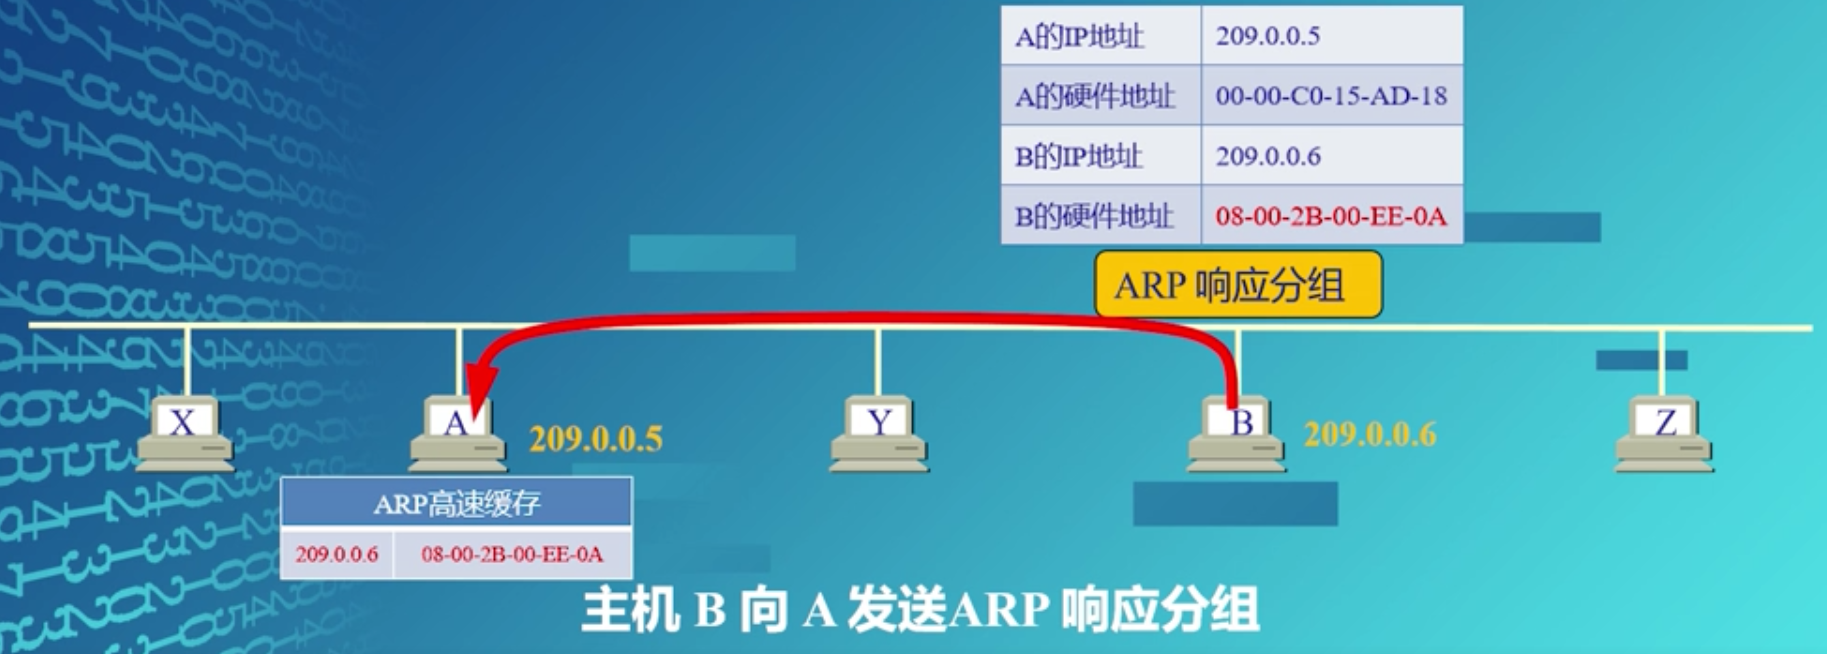 A的IP地址 209.0.0.5
A的硬件地址 00-00-C0-15-AD-18
B的IP地址 209.0.0.6
B的硬件地址 08-00-2B-00-EE-0A
ARP 响应分组
X
A
209.0.0.5
Y
B
209.0.0.6
Z
ARP高速缓存
209.0.0.6 08-00-2B-00-EE-0A
主机 B 向 A 发送ARP 响应分组